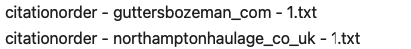 citationorder - guttersbozeman_com - 1.txt
citationorder - northamptonhaulage_co_uk - 1.txt